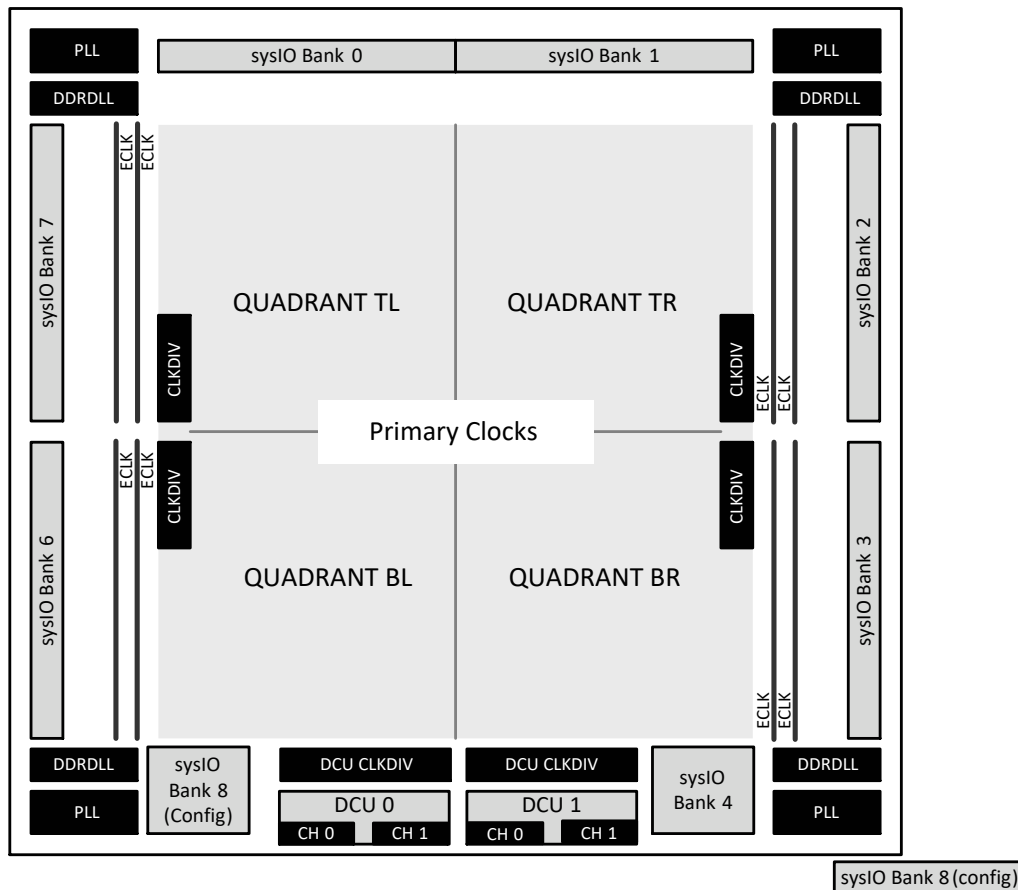 PLL
sysIO Bank 0
sysIO Bank 1
PLL
DDRDLL
DDRDLL
ECLK
ECLK
sysIO Bank 7
sysIO Bank 2
QUADRANT TL
QUADRANT TR
CLKDIV
CLKDIV
ECLK
ECLK
Primary Clocks
ECLK
ECLK
CLKDIV
CLKDIV
sysIO Bank 6
sysIO Bank 3
QUADRANT BL
QUADRANT BR
ECLK
ECLK
DDRDLL
sysIO
Bank 8
(Config)
DCU CLKDIV
DCU CLKDIV
sysIO
Bank 4
DDRDLL
PLL
DCU 0
CH 0
CH 1
DCU 1
CH 0
CH 1
PLL
sysIO Bank 8 (config)